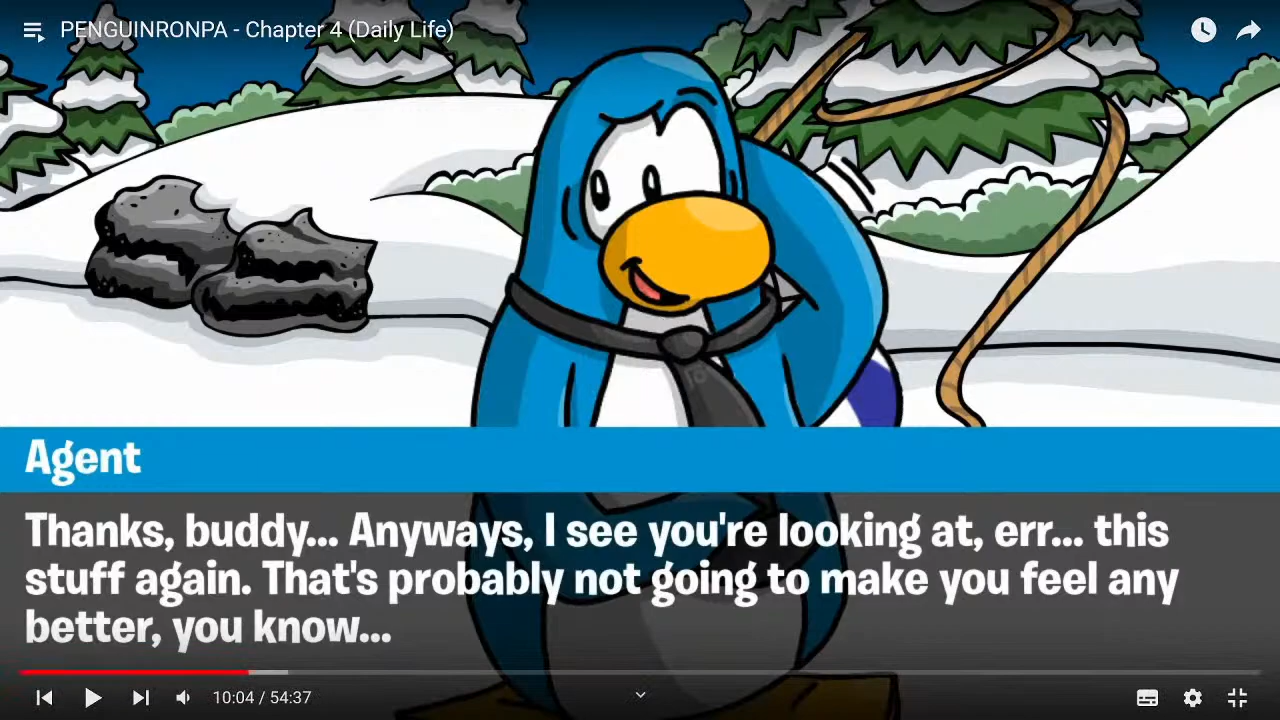 PENGUINRONPA - Chapter 4 (Daily Life)
Agent
Thanks, buddy... Anyways, I see you're looking at, err... this
stuff again. That's probably not going to make you feel any
better, you know...
10:04 / 54:37